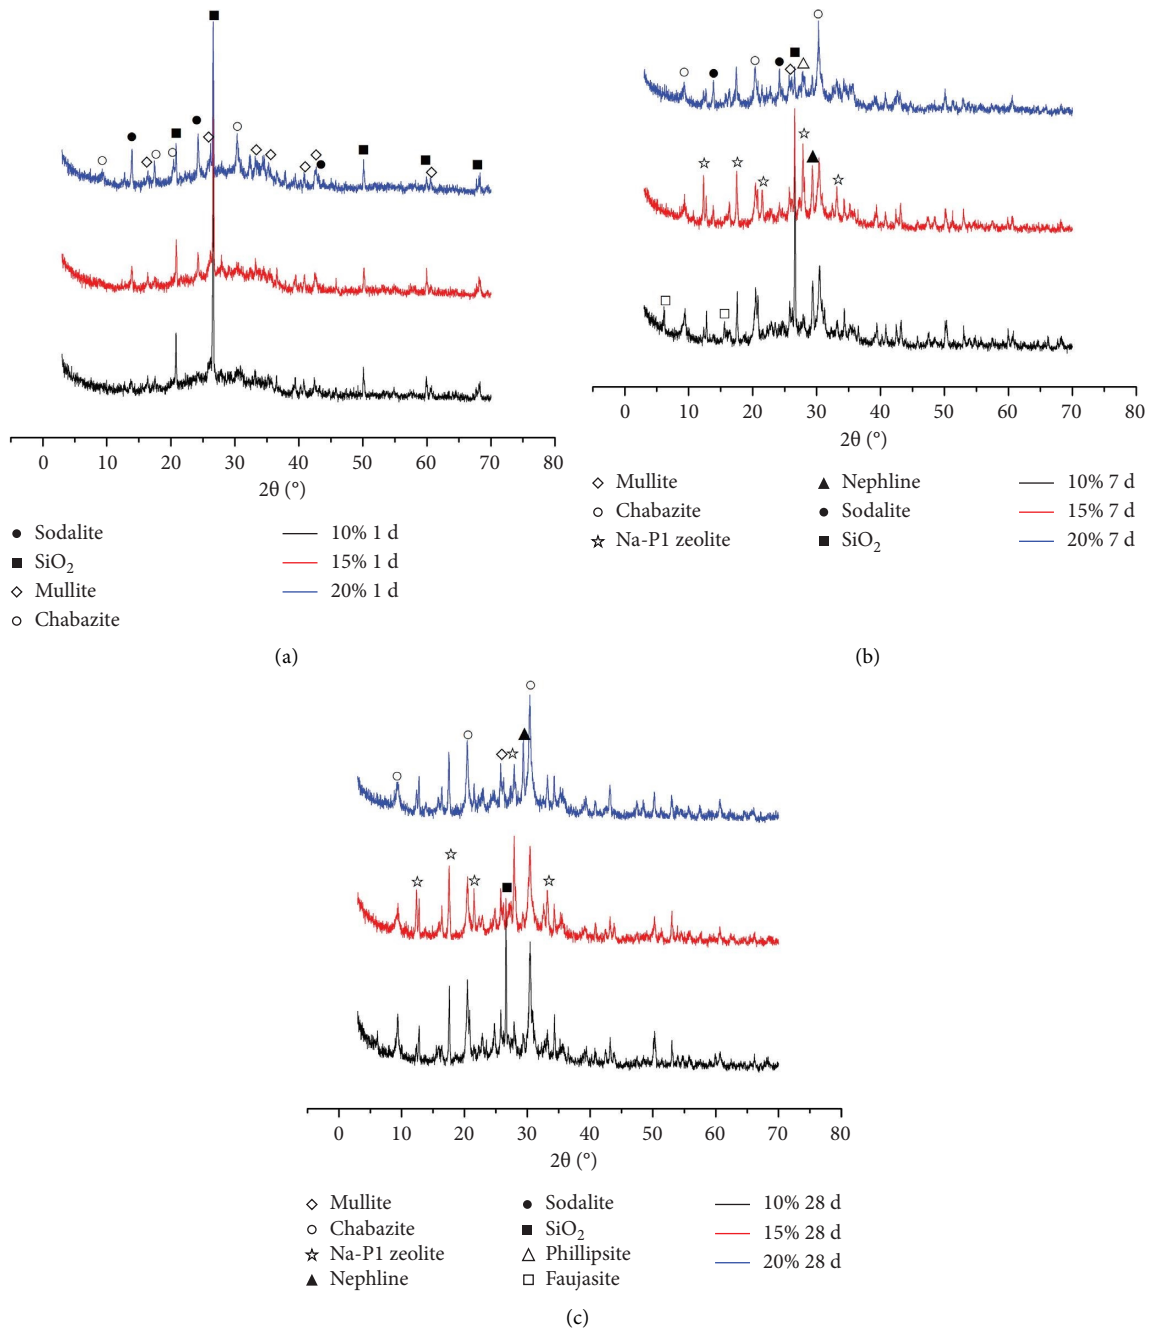 0 10 20 30 40 50 60 70 80
2θ (°)
Sodalite
SiO₂
Mullite
Chabazite
10% 1 d
15% 1 d
20% 1 d
(a)
0 10 20 30 40 50 60 70 80
2θ (°)
Mullite
Chabazite
Na-P1 zeolite
Nephline
Sodalite
SiO₂
10% 7 d
15% 7 d
20% 7 d
(b)
0 10 20 30 40 50 60 70 80
2θ (°)
Mullite
Chabazite
Na-P1 zeolite
Nephline
Sodalite
SiO₂
Phillipsite
Faujasite
10% 28 d
15% 28 d
20% 28 d
(c)